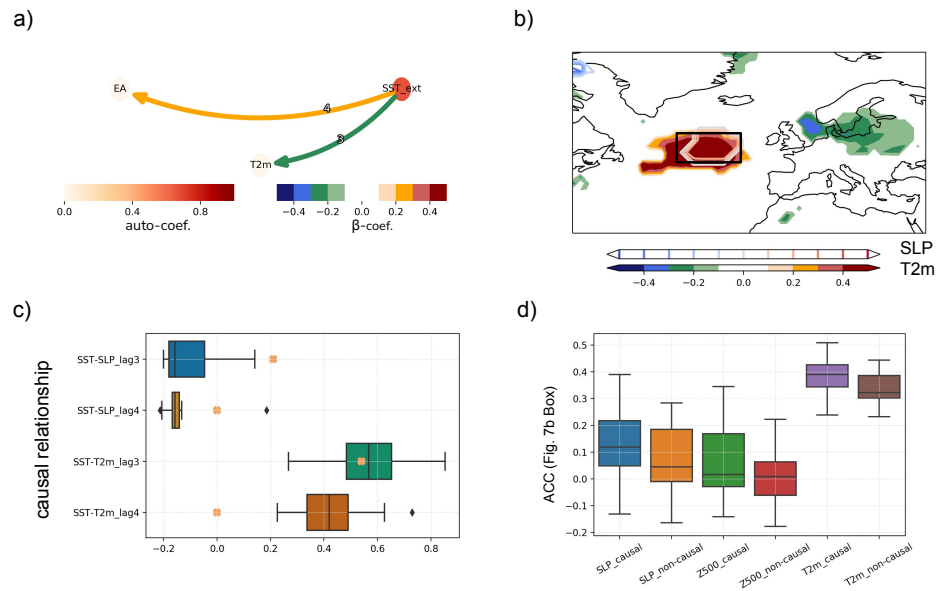 a)
EA
SST_ext
4
3
T2m
0.0 0.4 0.8
auto-coef.
−0.4 −0.2 0.0 0.2 0.4
β-coef.
b)
SLP
T2m
−0.4 −0.2 0.0 0.2 0.4
c)
causal relationship
SST-SLP_lag3
SST-SLP_lag4
SST-T2m_lag3
SST-T2m_lag4
−0.2 0.0 0.2 0.4 0.6 0.8
d)
ACC (Fig. 7b Box)
0.5
0.4
0.3
0.2
0.1
0.0
−0.1
−0.2
SLP_causal
SLP_non-causal
Z500_causal
Z500_non-causal
T2m_causal
T2m_non-causal